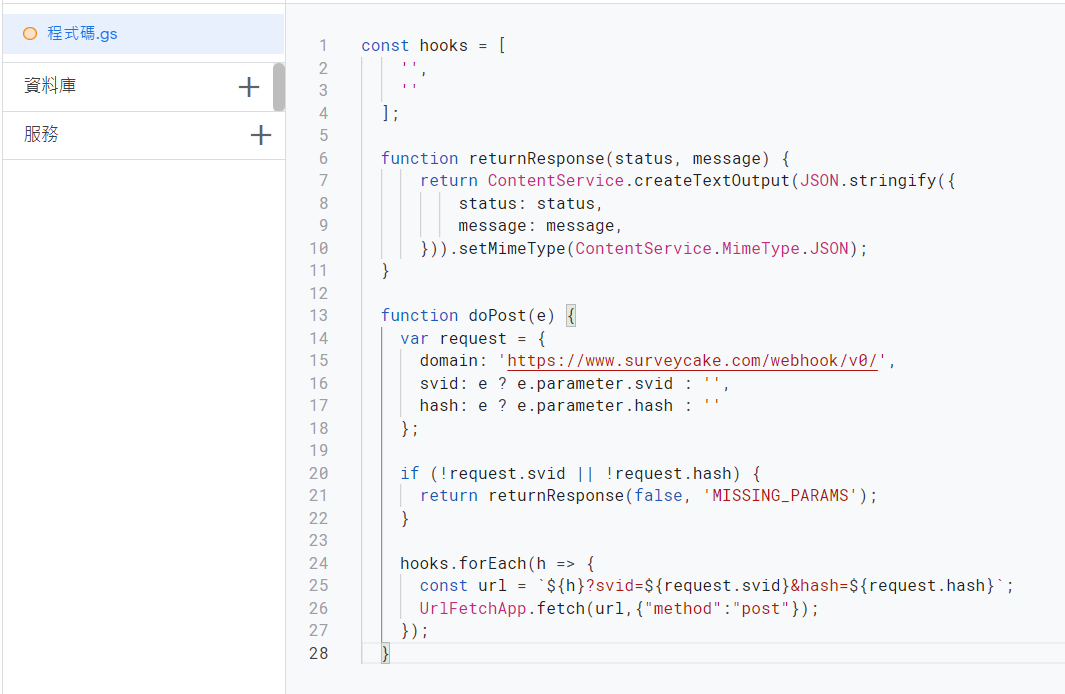 程式碼.gs
資料庫
服務
1 const hooks = [
2 '',
3 ''
4 ];
5
6 function returnResponse(status, message) {
7 return ContentService.createTextOutput(JSON.stringify({
8 status: status,
9 message: message,
10 })).setMimeType(ContentService.MimeType.JSON);
11 }
12
13 function doPost(e) {
14 var request = {
15 domain: 'https://www.surveycake.com/webhook/v0/',
16 svid: e ? e.parameter.svid : '',
17 hash: e ? e.parameter.hash : ''
18 };
19
20 if (!request.svid || !request.hash) {
21 return returnResponse(false, 'MISSING_PARAMS');
22 }
23
24 hooks.forEach(h => {
25 const url = `${h}?svid=${request.svid}&hash=${request.hash}`;
26 UrlFetchApp.fetch(url,{"method":"post"});
27 });
28 }